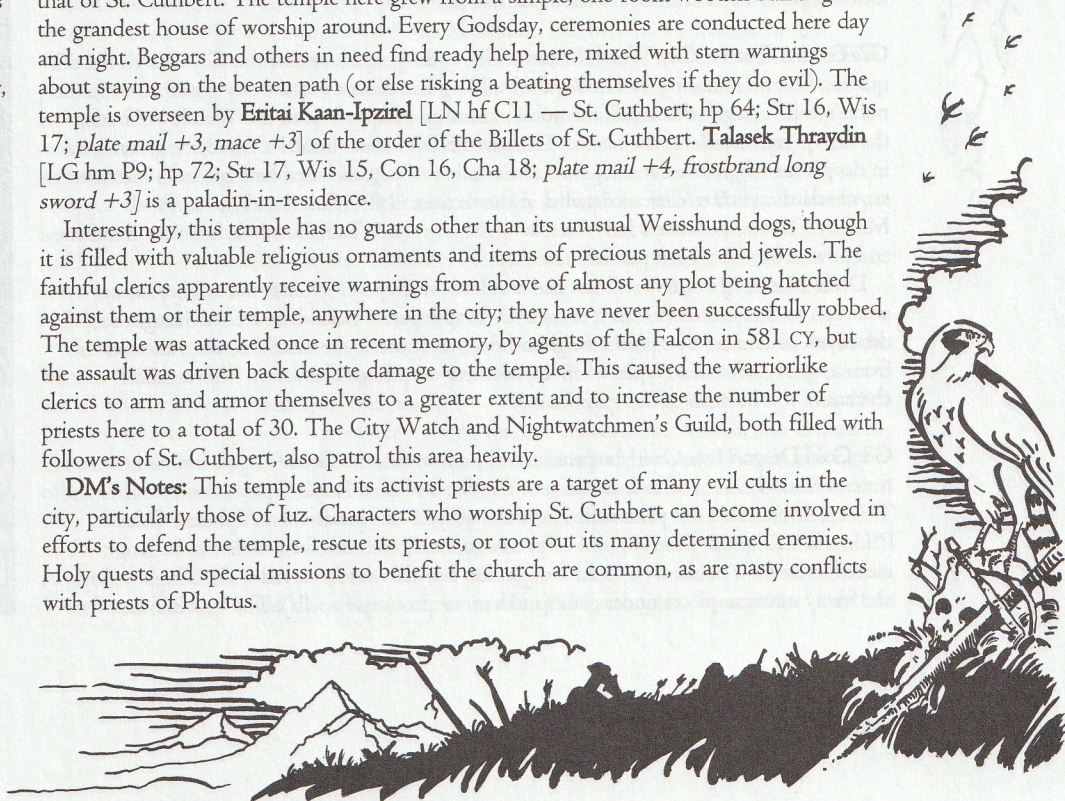 that of St. Cuthbert. The temple here grew from a simple, one-room wooden building
the grandest house of worship around. Every Godsday, ceremonies are conducted here day
and night. Beggars and others in need find ready help here, mixed with stern warnings
about staying on the beaten path (or else risking a beating themselves if they do evil). The
temple is overseen by Eritai Kaan-Ipzirel [LN hf C11 — St. Cuthbert; hp 64; Str 16, Wis
17; plate mail +3, mace +3] of the order of the Billets of St. Cuthbert. Talasek Thraydin
[LG hm P9; hp 72; Str 17, Wis 15, Con 16, Cha 18; plate mail +4, frostbrand long
sword +3] is a paladin-in-residence.
Interestingly, this temple has no guards other than its unusual Weisshund dogs, though
it is filled with valuable religious ornaments and items of precious metals and jewels. The
faithful clerics apparently receive warnings from above of almost any plot being hatched
against them or their temple, anywhere in the city; they have never been successfully robbed.
The temple was attacked once in recent memory, by agents of the Falcon in 581 CY, but
the assault was driven back despite damage to the temple. This caused the warriorlike
clerics to arm and armor themselves to a greater extent and to increase the number of
priests here to a total of 30. The City Watch and Nightwatchmen's Guild, both filled with
followers of St. Cuthbert, also patrol this area heavily.
DM's Notes: This temple and its activist priests are a target of many evil cults in the
city, particularly those of Iuz. Characters who worship St. Cuthbert can become involved in
efforts to defend the temple, rescue its priests, or root out its many determined enemies.
Holy quests and special missions to benefit the church are common, as are nasty conflicts
with priests of Pholtus.